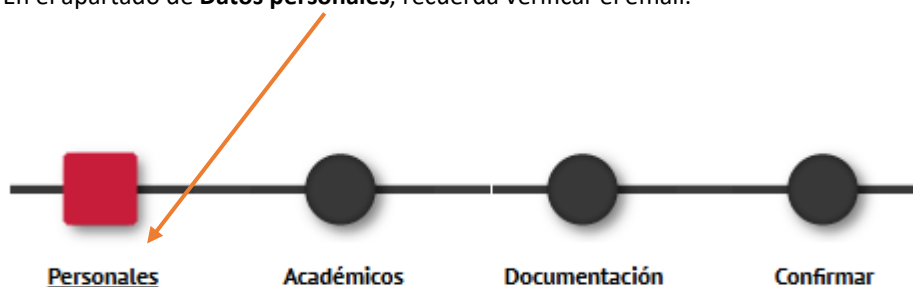 En el apartado de Datos personales, recuerda verificar el email.
Personales Académicos Documentación Confirmar